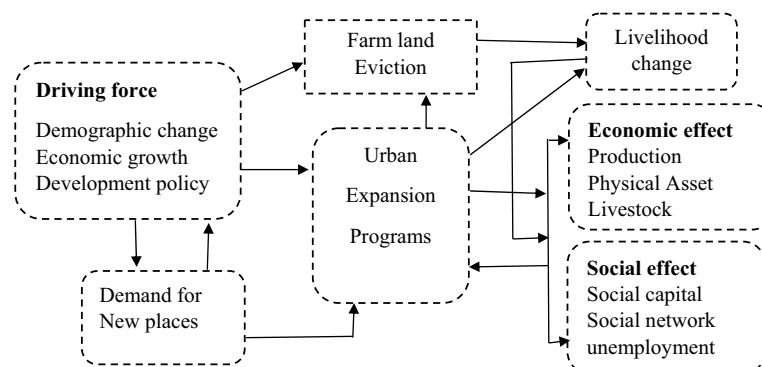 Farm land
Eviction
Livelihood
change
Driving force
Demographic change
Economic growth
Development policy
Urban
Expansion
Programs
Economic effect
Production
Physical Asset
Livestock
Demand for
New places
Social effect
Social capital
Social network
unemployment